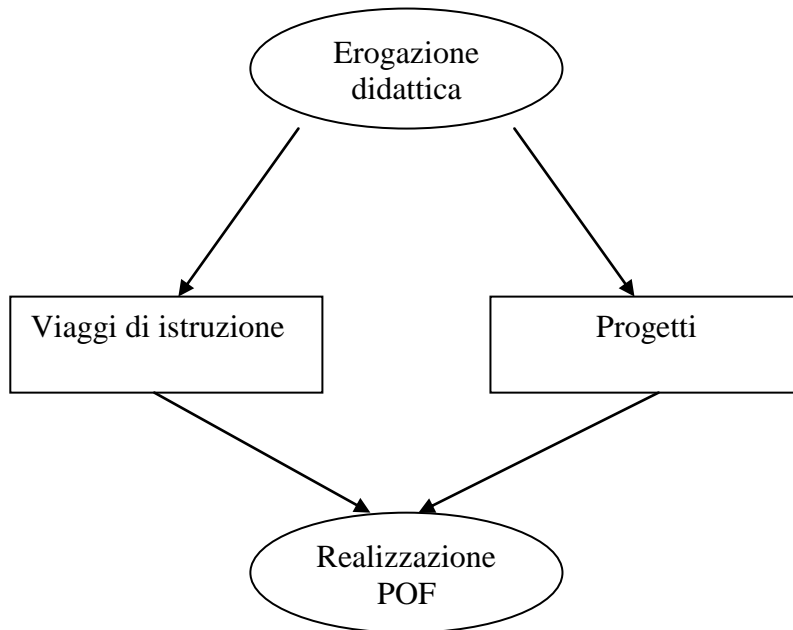 Erogazione
didattica
Viaggi di istruzione
Progetti
Realizzazione
POF